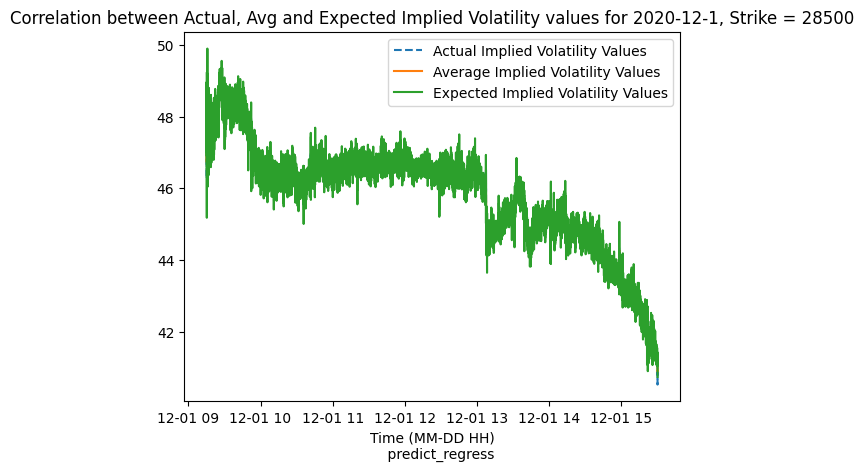 Correlation between Actual, Avg and Expected Implied Volatility values for 2020-12-1, Strike = 28500
Actual Implied Volatility Values
Average Implied Volatility Values
Expected Implied Volatility Values
50
48
46
44
42
12-01 09 12-01 10 12-01 11 12-01 12 12-01 13 12-01 14 12-01 15
Time (MM-DD HH)
predict_regress